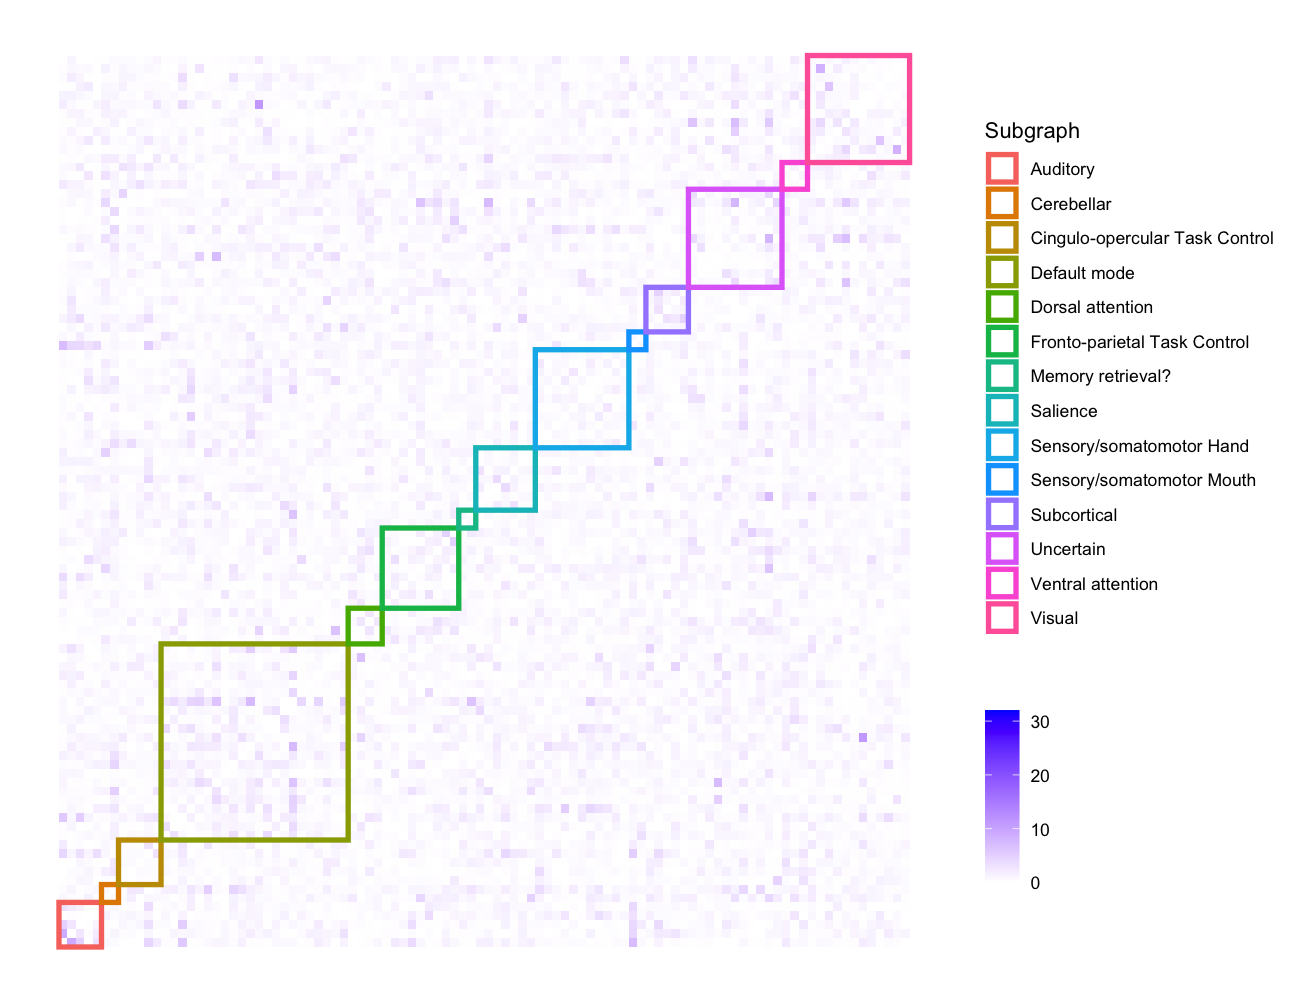 Subgraph
Auditory
Cerebellar
Cingulo-opercular Task Control
Default mode
Dorsal attention
Fronto-parietal Task Control
Memory retrieval?
Salience
Sensory/somatomotor Hand
Sensory/somatomotor Mouth
Subcortical
Uncertain
Ventral attention
Visual
30
20
10
0